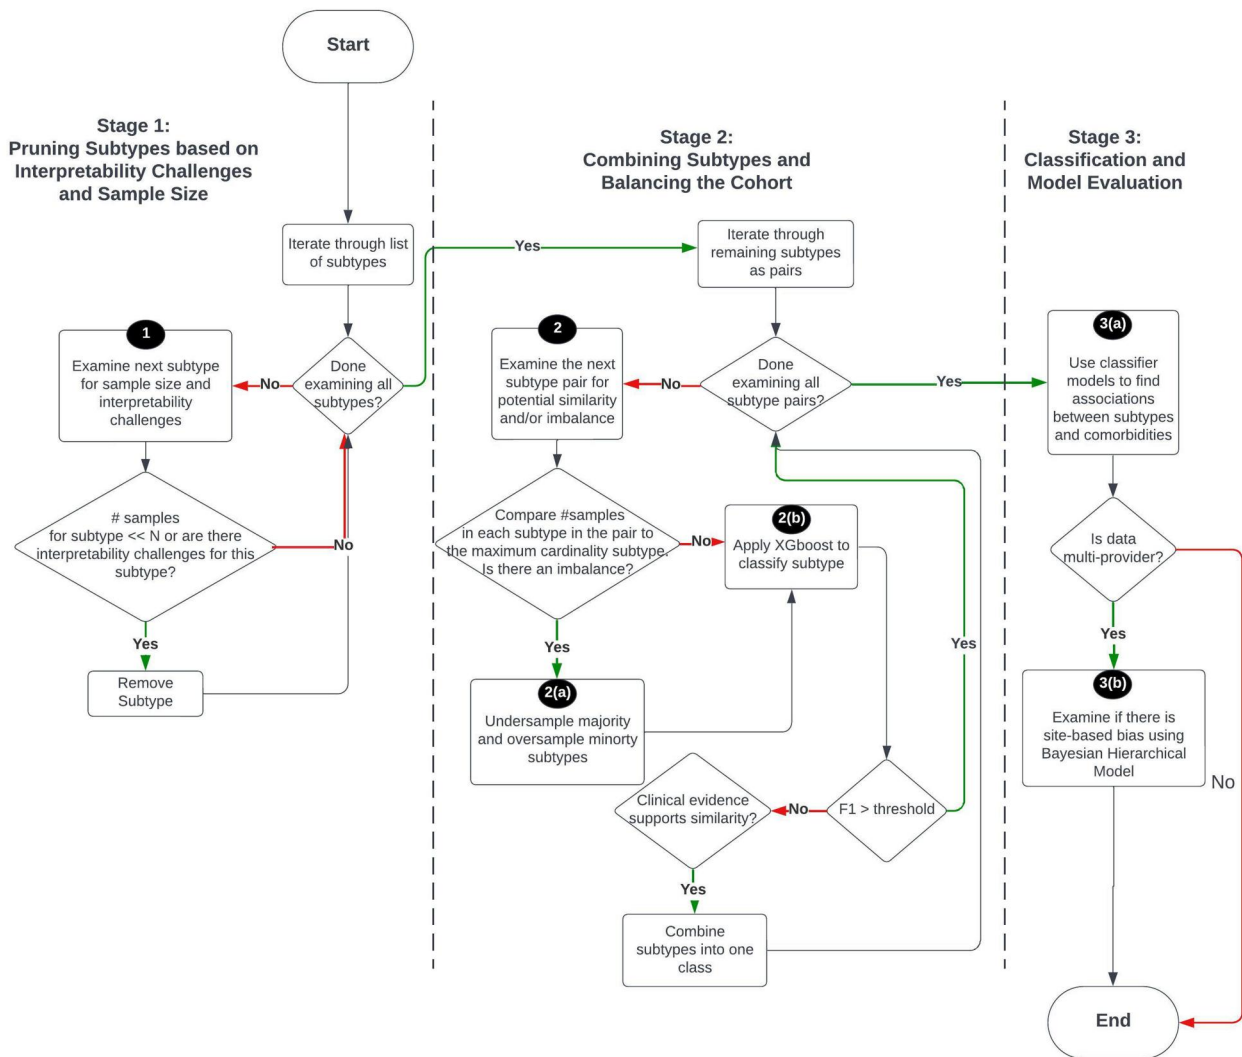 Start
Stage 1:
Pruning Subtypes based on
Interpretability Challenges
and Sample Size
Stage 2:
Combining Subtypes and
Balancing the Cohort
Stage 3:
Classification and
Model Evaluation
Iterate through list
of subtypes
Yes
Iterate through
remaining subtypes
as pairs
1
Examine next subtype
for sample size and
interpretability
challenges
No
Done
examining all
subtypes?
2
Examine the next
subtype pair for
potential similarity
and/or imbalance
No
Done
examining all
subtype pairs?
Yes
3(a)
Use classifier
models to find
associations
between subtypes
and comorbidities
# samples
for subtype << N or are there
interpretability challenges for this
subtype?
No
Yes
Remove
Subtype
Compare #samples
in each subtype in the pair to
the maximum cardinality subtype.
Is there an imbalance?
No
2(b)
Apply XGboost to
classify subtype
Yes
2(a)
Undersample majority
and oversample minorty
subtypes
Yes
Clinical evidence
supports similarity?
No
F1 > threshold
Yes
Combine
subtypes into one
class
Is data
multi-provider?
Yes
3(b)
Examine if there is
site-based bias using
Bayesian Hierarchical
Model
No
End